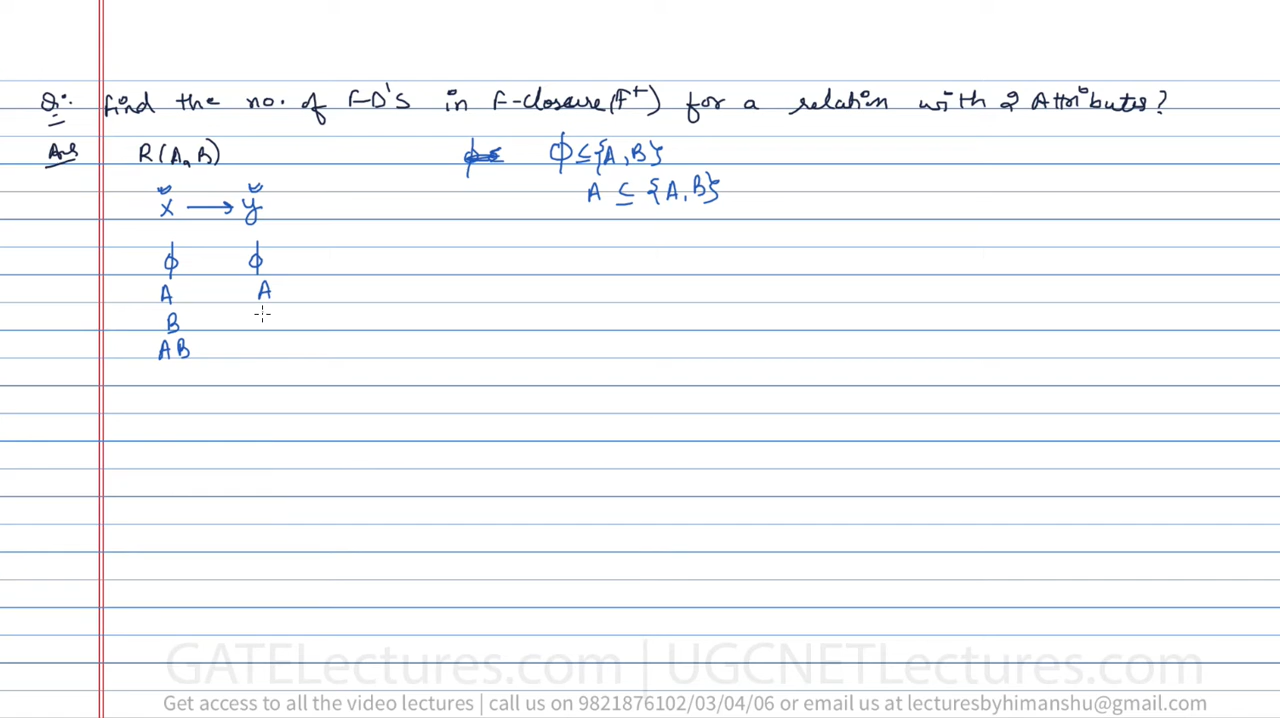 Q:. Find the no. of F-D'S in F-closure(F+) for a relation with 2 Attributes?
Ans R(A, B) ϕ ⊆ {A, B}
A ⊆ {A, B}
x → y
ϕ ϕ
A A
B
AB
GATELectures.com | UGCNETLectures.com
Get access to all the video lectures | call us on 9821876102/03/04/06 or email us at lecturesbyhimanshu@gmail.com